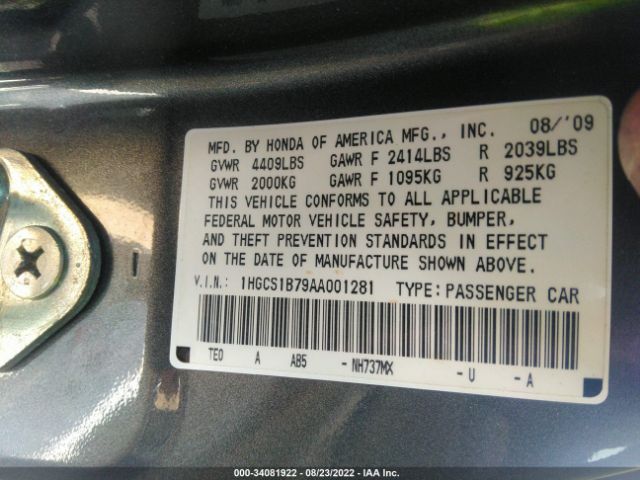 MFD. BY HONDA OF AMERICA MFG., INC. 08/'09
GVWR 4409LBS GAWR F 2414LBS R 2039LBS
GVWR 2000KG GAWR F 1095KG R 925KG
THIS VEHICLE CONFORMS TO ALL APPLICABLE
FEDERAL MOTOR VEHICLE SAFETY, BUMPER,
AND THEFT PREVENTION STANDARDS IN EFFECT
ON THE DATE OF MANUFACTURE SHOWN ABOVE.
V.I.N.: 1HGCS1B79AA001281 TYPE: PASSENGER CAR
TE0 A AB5 -NH737MX -U -A
000-34081922 - 08/23/2022 - IAA Inc.